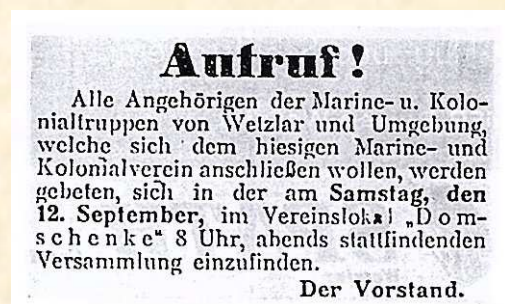 Aufruf!
Alle Angehörigen der Marine- u. Kolo-
nialtruppen von Wetzlar und Umgebung,
welche sich dem hiesigen Marine- und
Kolonialverein anschließen wollen, werden
gebeten, sich in der am Samstag, den
12. September, im Vereinslokal „Dom-
schenke“ 8 Uhr, abends stattfindenden
Versammlung einzufinden.
Der Vorstand.